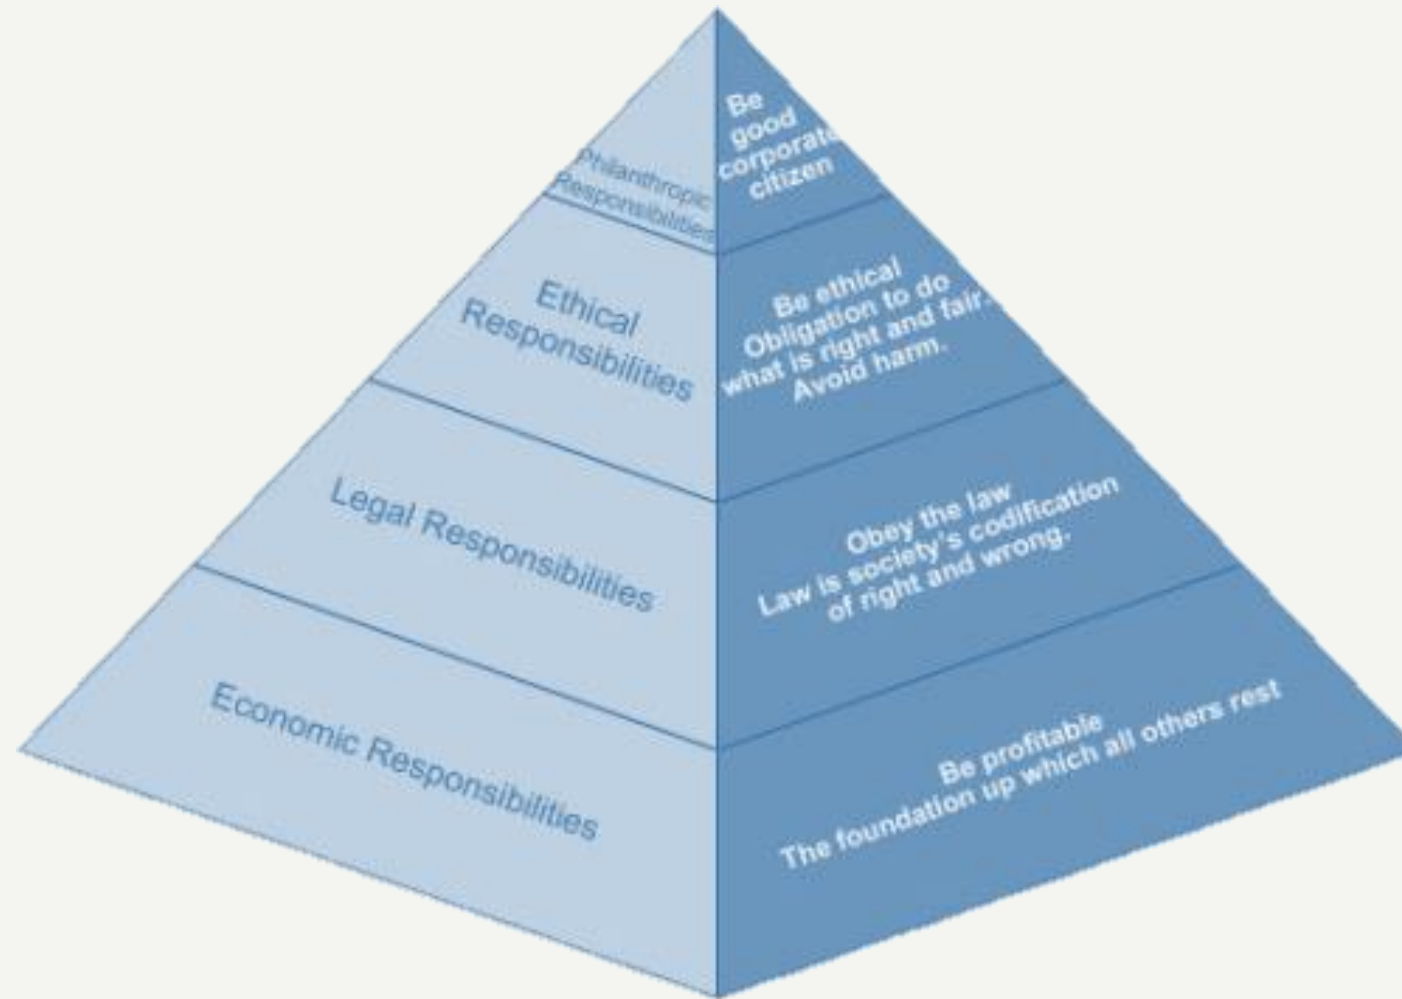 Philanthropic
Responsibilities
Be
good
corporate
citizen
Ethical
Responsibilities
Be ethical
Obligation to do
what is right and fair.
Avoid harm.
Legal Responsibilities
Obey the law
Law is society's codification
of right and wrong.
Economic Responsibilities
Be profitable
The foundation up which all others rest